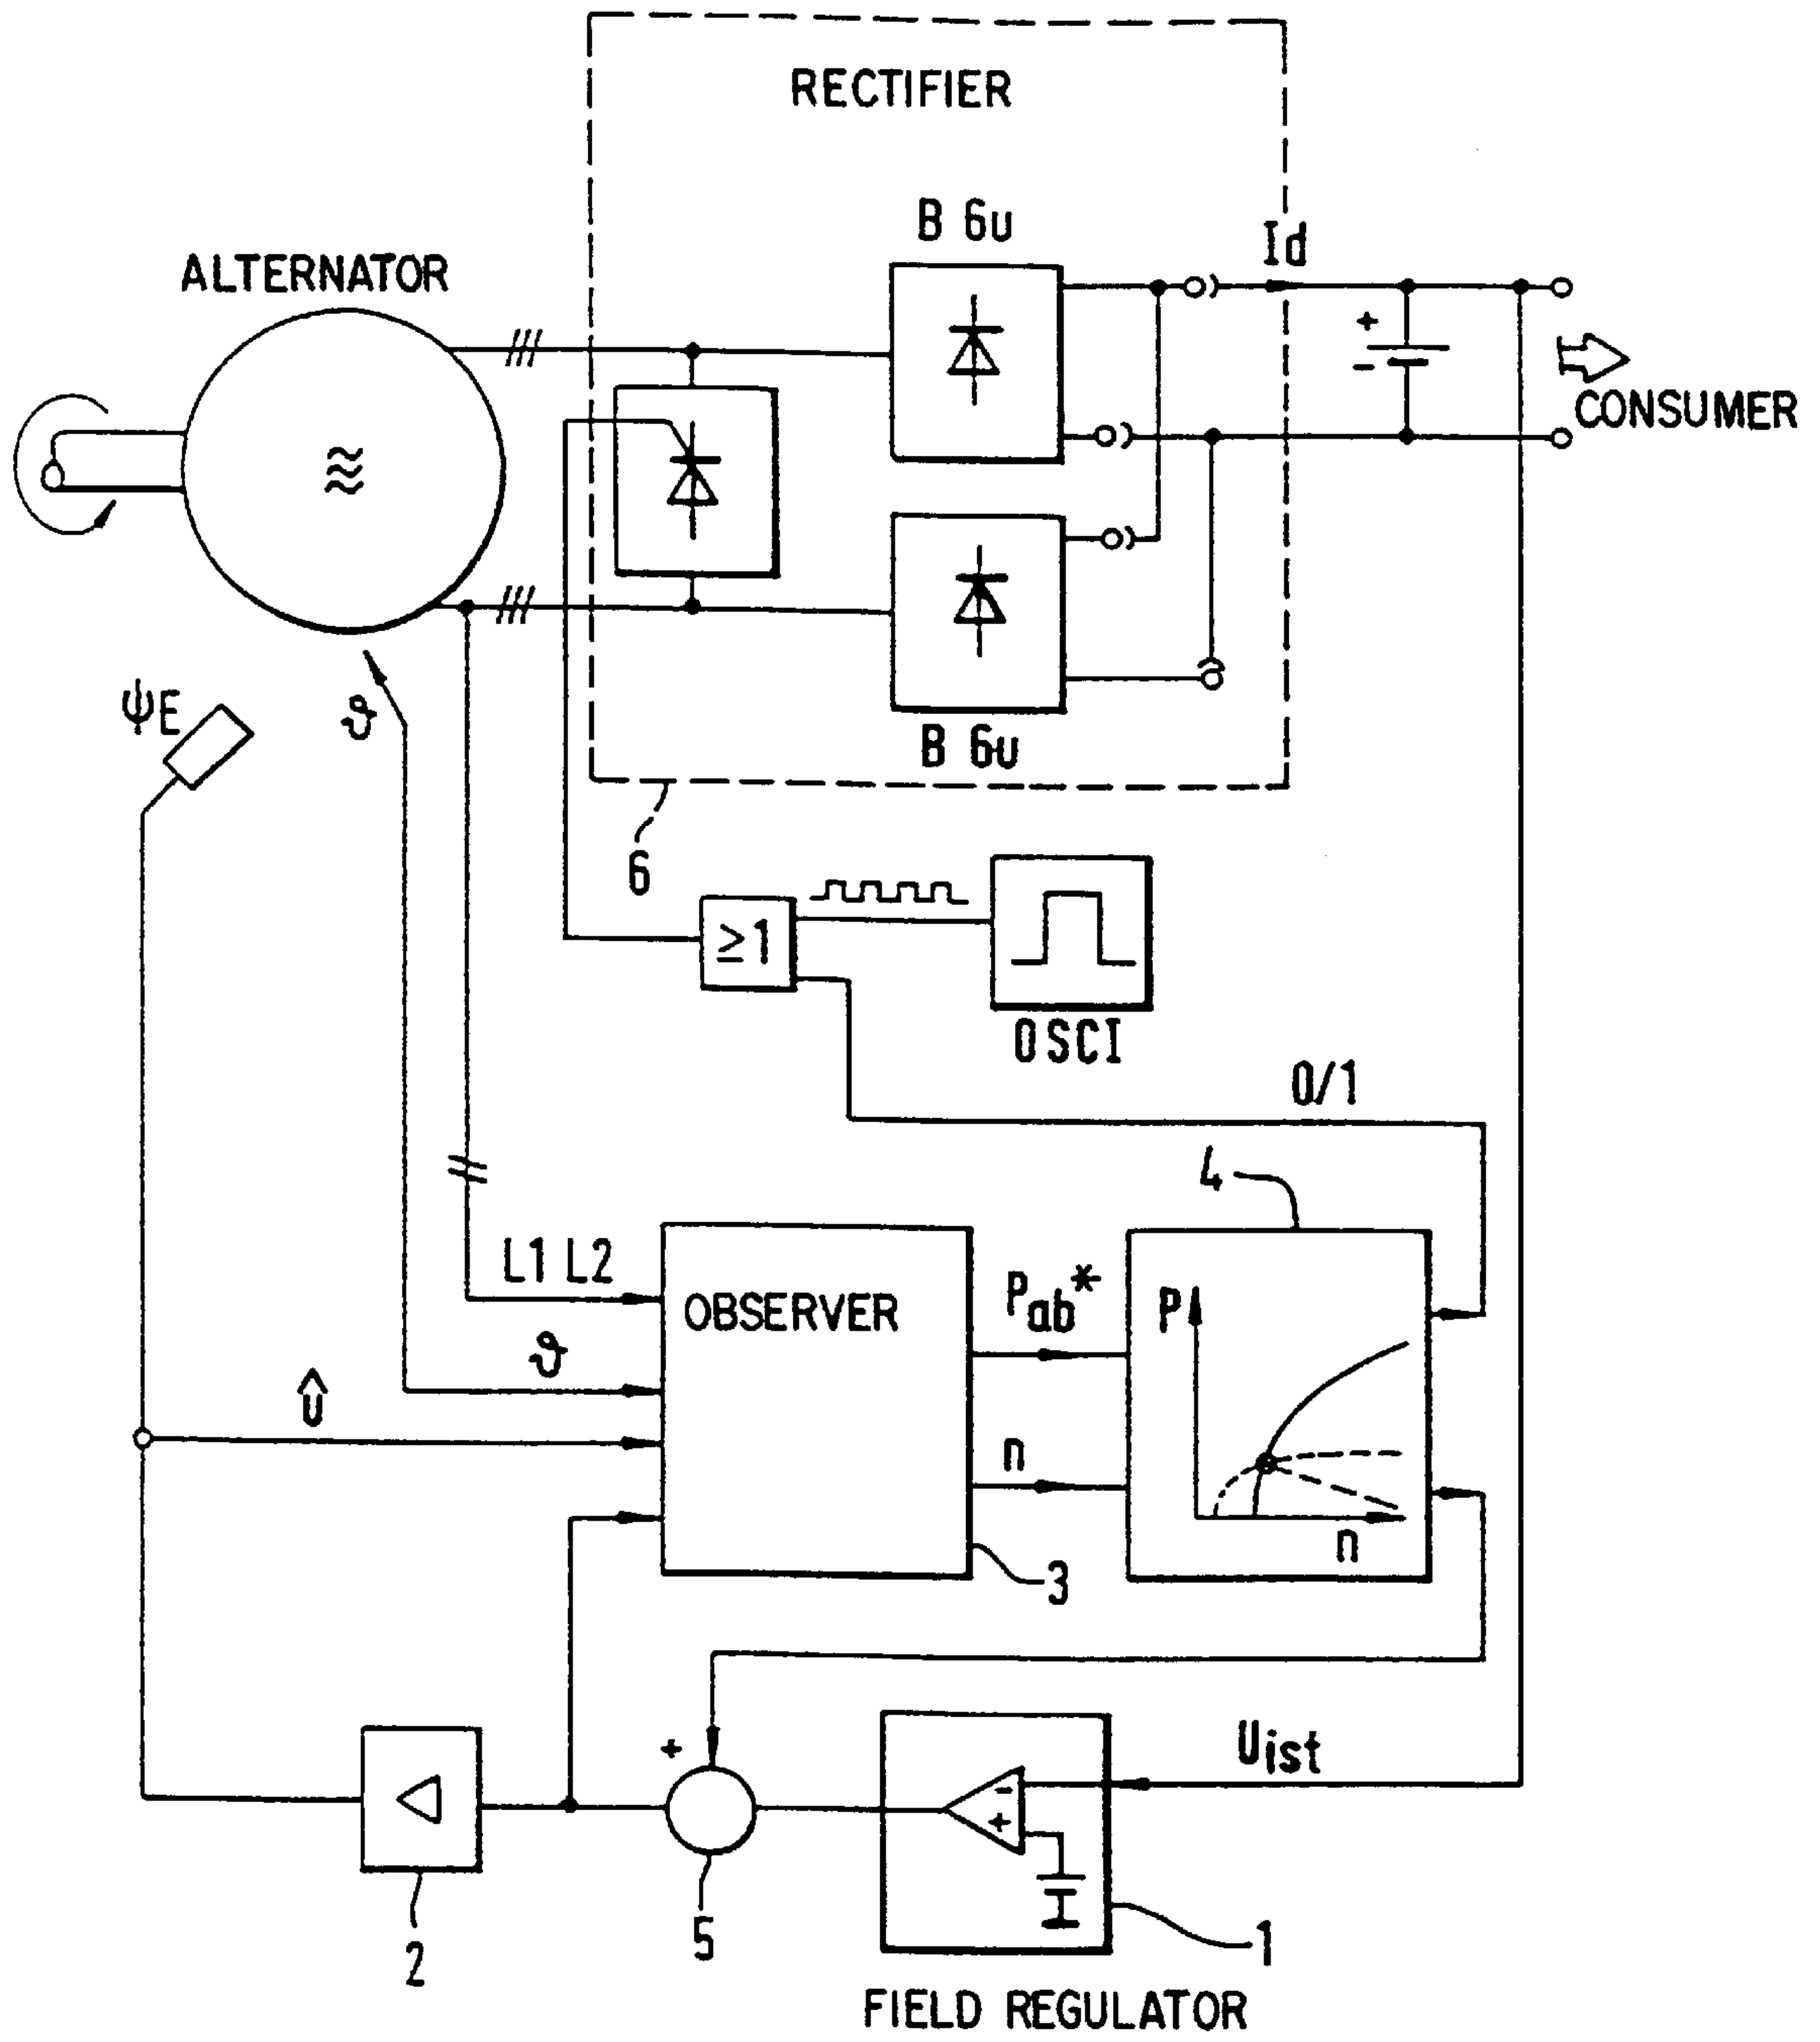 RECTIFIER
B 6u
Id
ALTERNATOR
+
-
CONSUMER
ψE
ϑ
B 6u
6
≥1
OSCI
0/1
4
L1 L2
OBSERVER
Pab*
P
ϑ
Û
n
n
3
Uist
+
-
+
2
5
1
FIELD REGULATOR